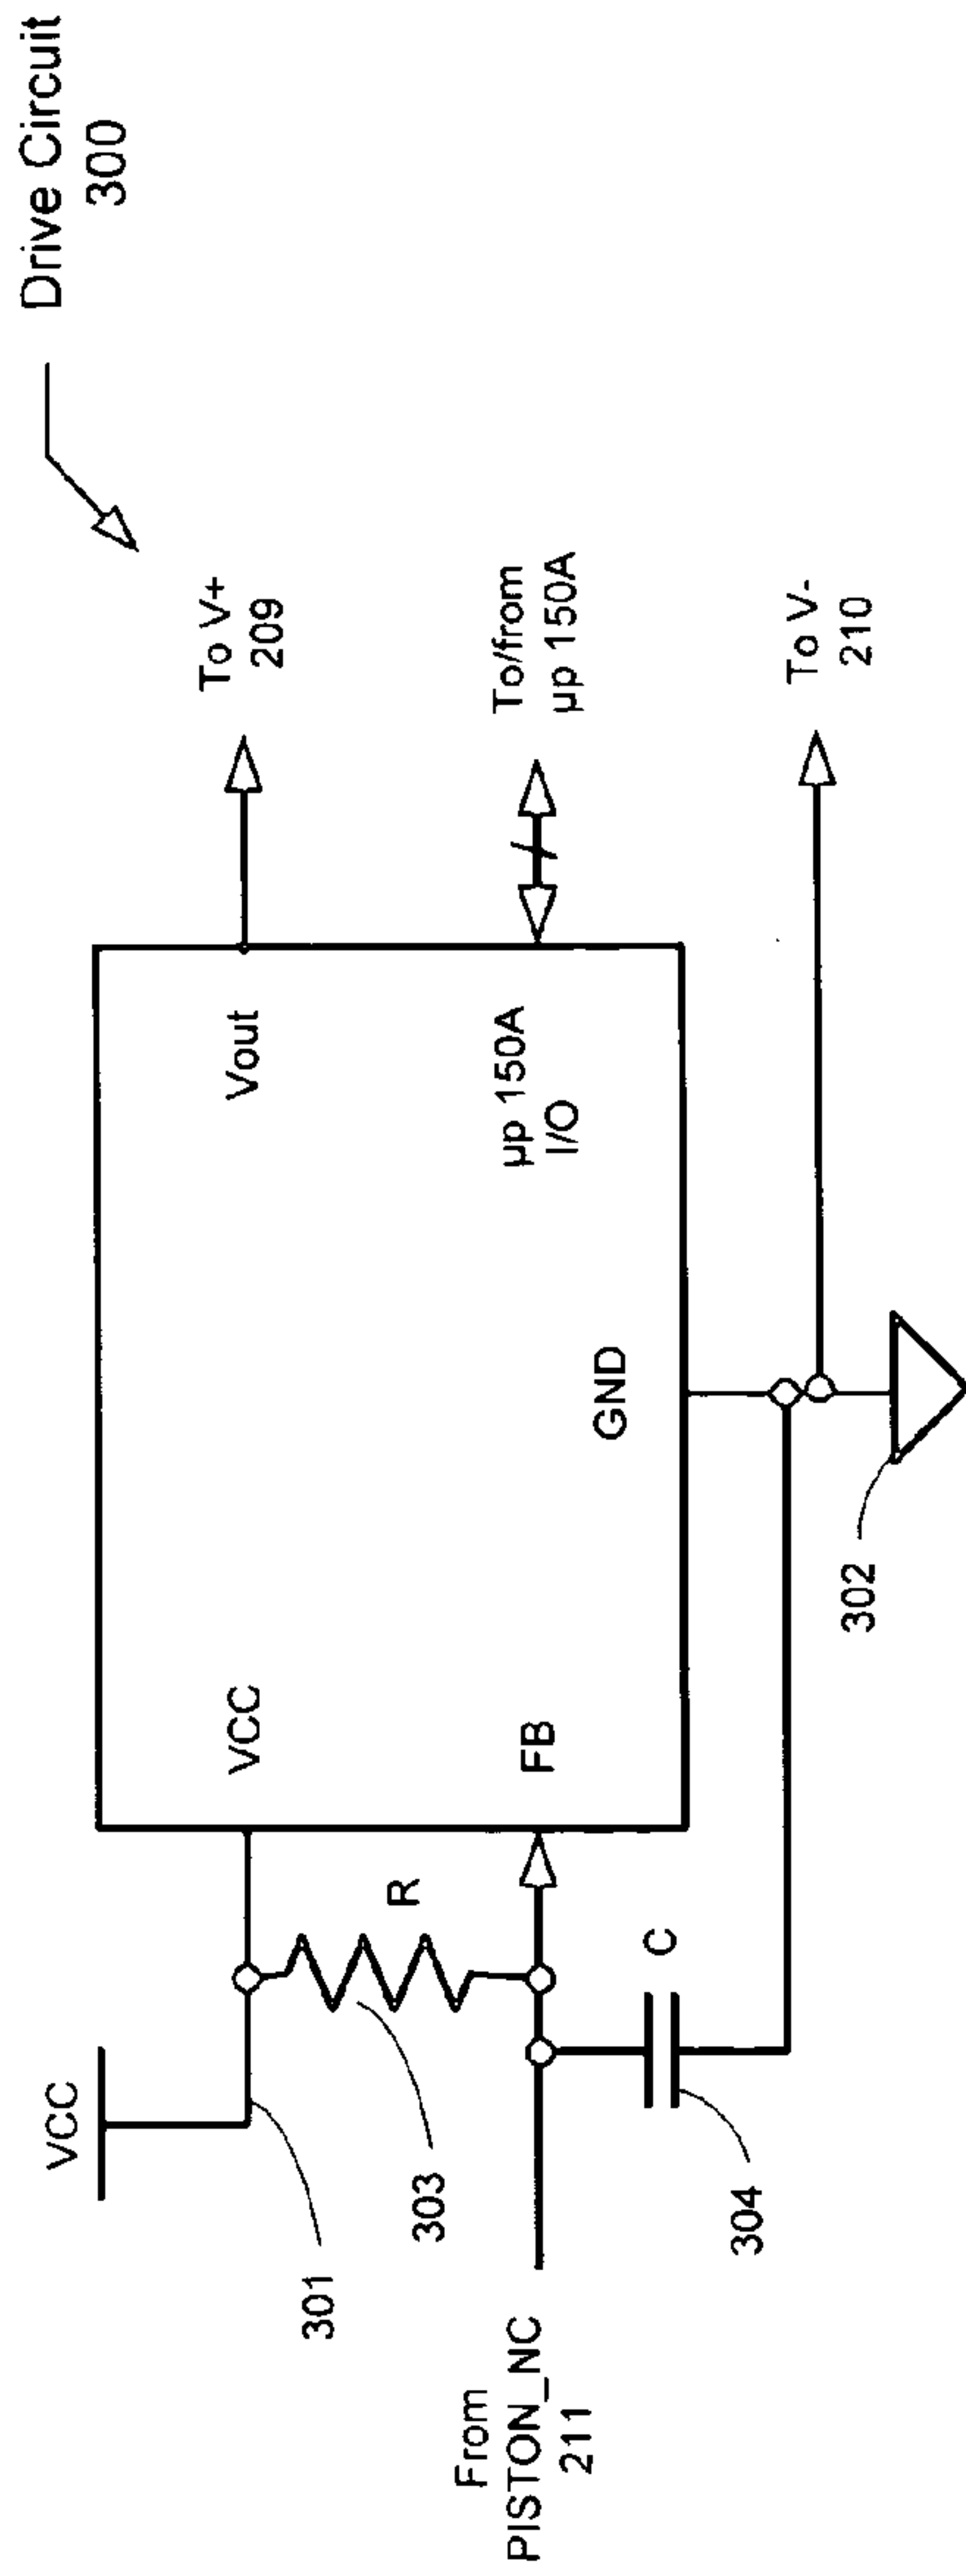 Drive Circuit
300
VCC
301
303
R
VCC
Vout
To V+
209
From
PISTON_NC
211
FB
µp 150A
I/O
To/from
µp 150A
GND
304
C
302
To V-
210